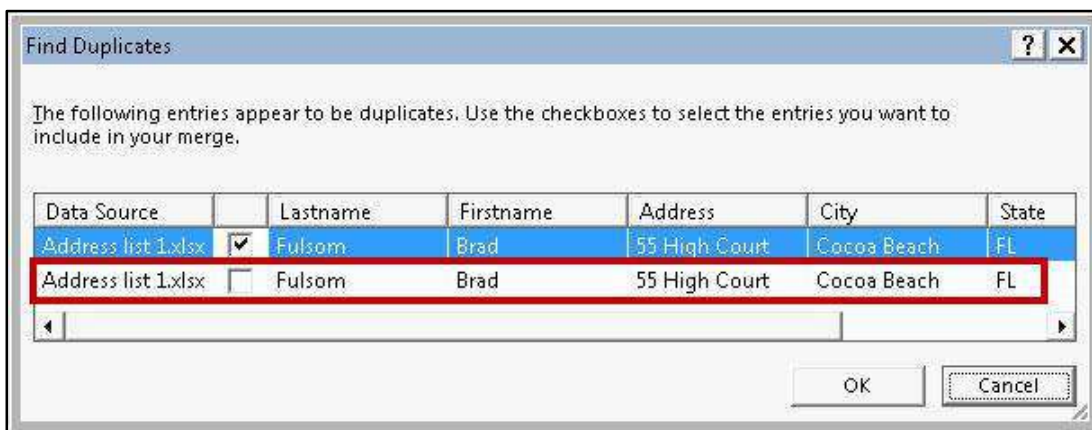 Find Duplicates
The following entries appear to be duplicates. Use the checkboxes to select the entries you want to
include in your merge.
Data Source Lastname Firstname Address City State
Address list 1.xlsx Fulsom Brad 55 High Court Cocoa Beach FL
Address list 1.xlsx Fulsom Brad 55 High Court Cocoa Beach FL
OK Cancel